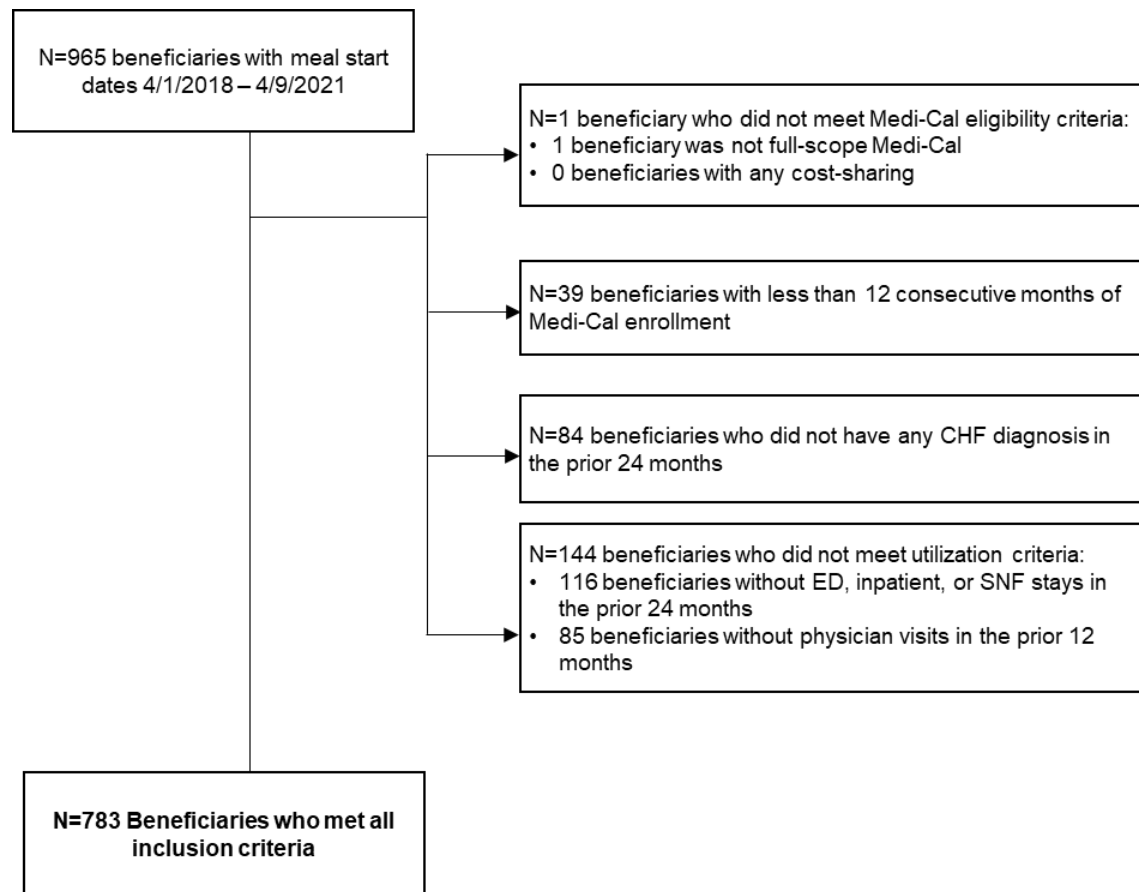 N=965 beneficiaries with meal start
dates 4/1/2018 – 4/9/2021
N=1 beneficiary who did not meet Medi-Cal eligibility criteria:
• 1 beneficiary was not full-scope Medi-Cal
• 0 beneficiaries with any cost-sharing
N=39 beneficiaries with less than 12 consecutive months of
Medi-Cal enrollment
N=84 beneficiaries who did not have any CHF diagnosis in
the prior 24 months
N=144 beneficiaries who did not meet utilization criteria:
• 116 beneficiaries without ED, inpatient, or SNF stays in
the prior 24 months
• 85 beneficiaries without physician visits in the prior 12
months
N=783 Beneficiaries who met all
inclusion criteria